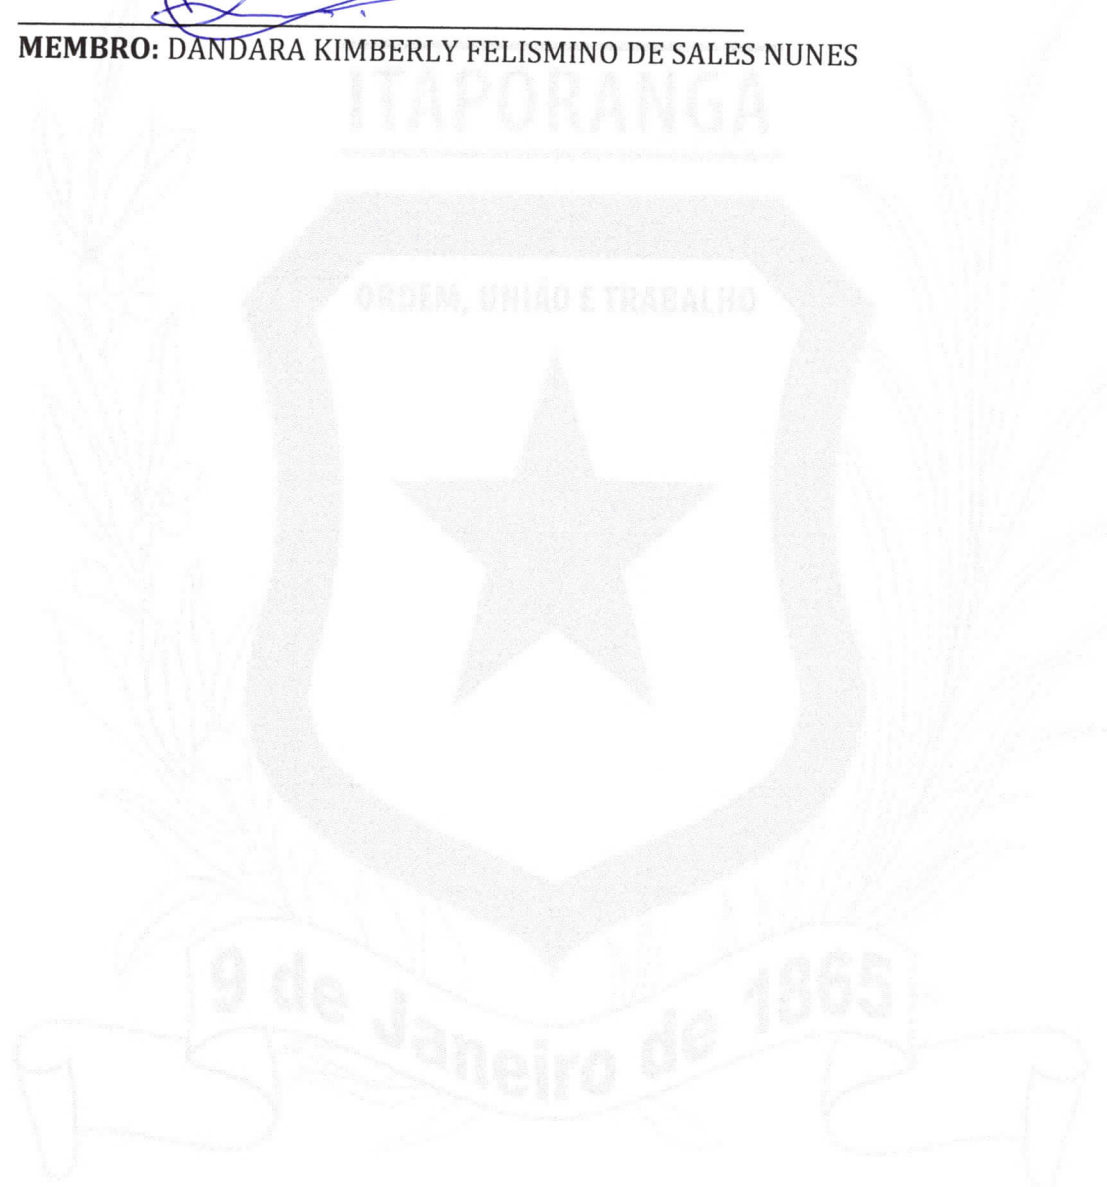 MEMBRO: DANDARA KIMBERLY FELISMINO DE SALES NUNES
ITAPORANGA
ORDEM, UNIÃO E TRABALHO
9 de Janeiro de 1865